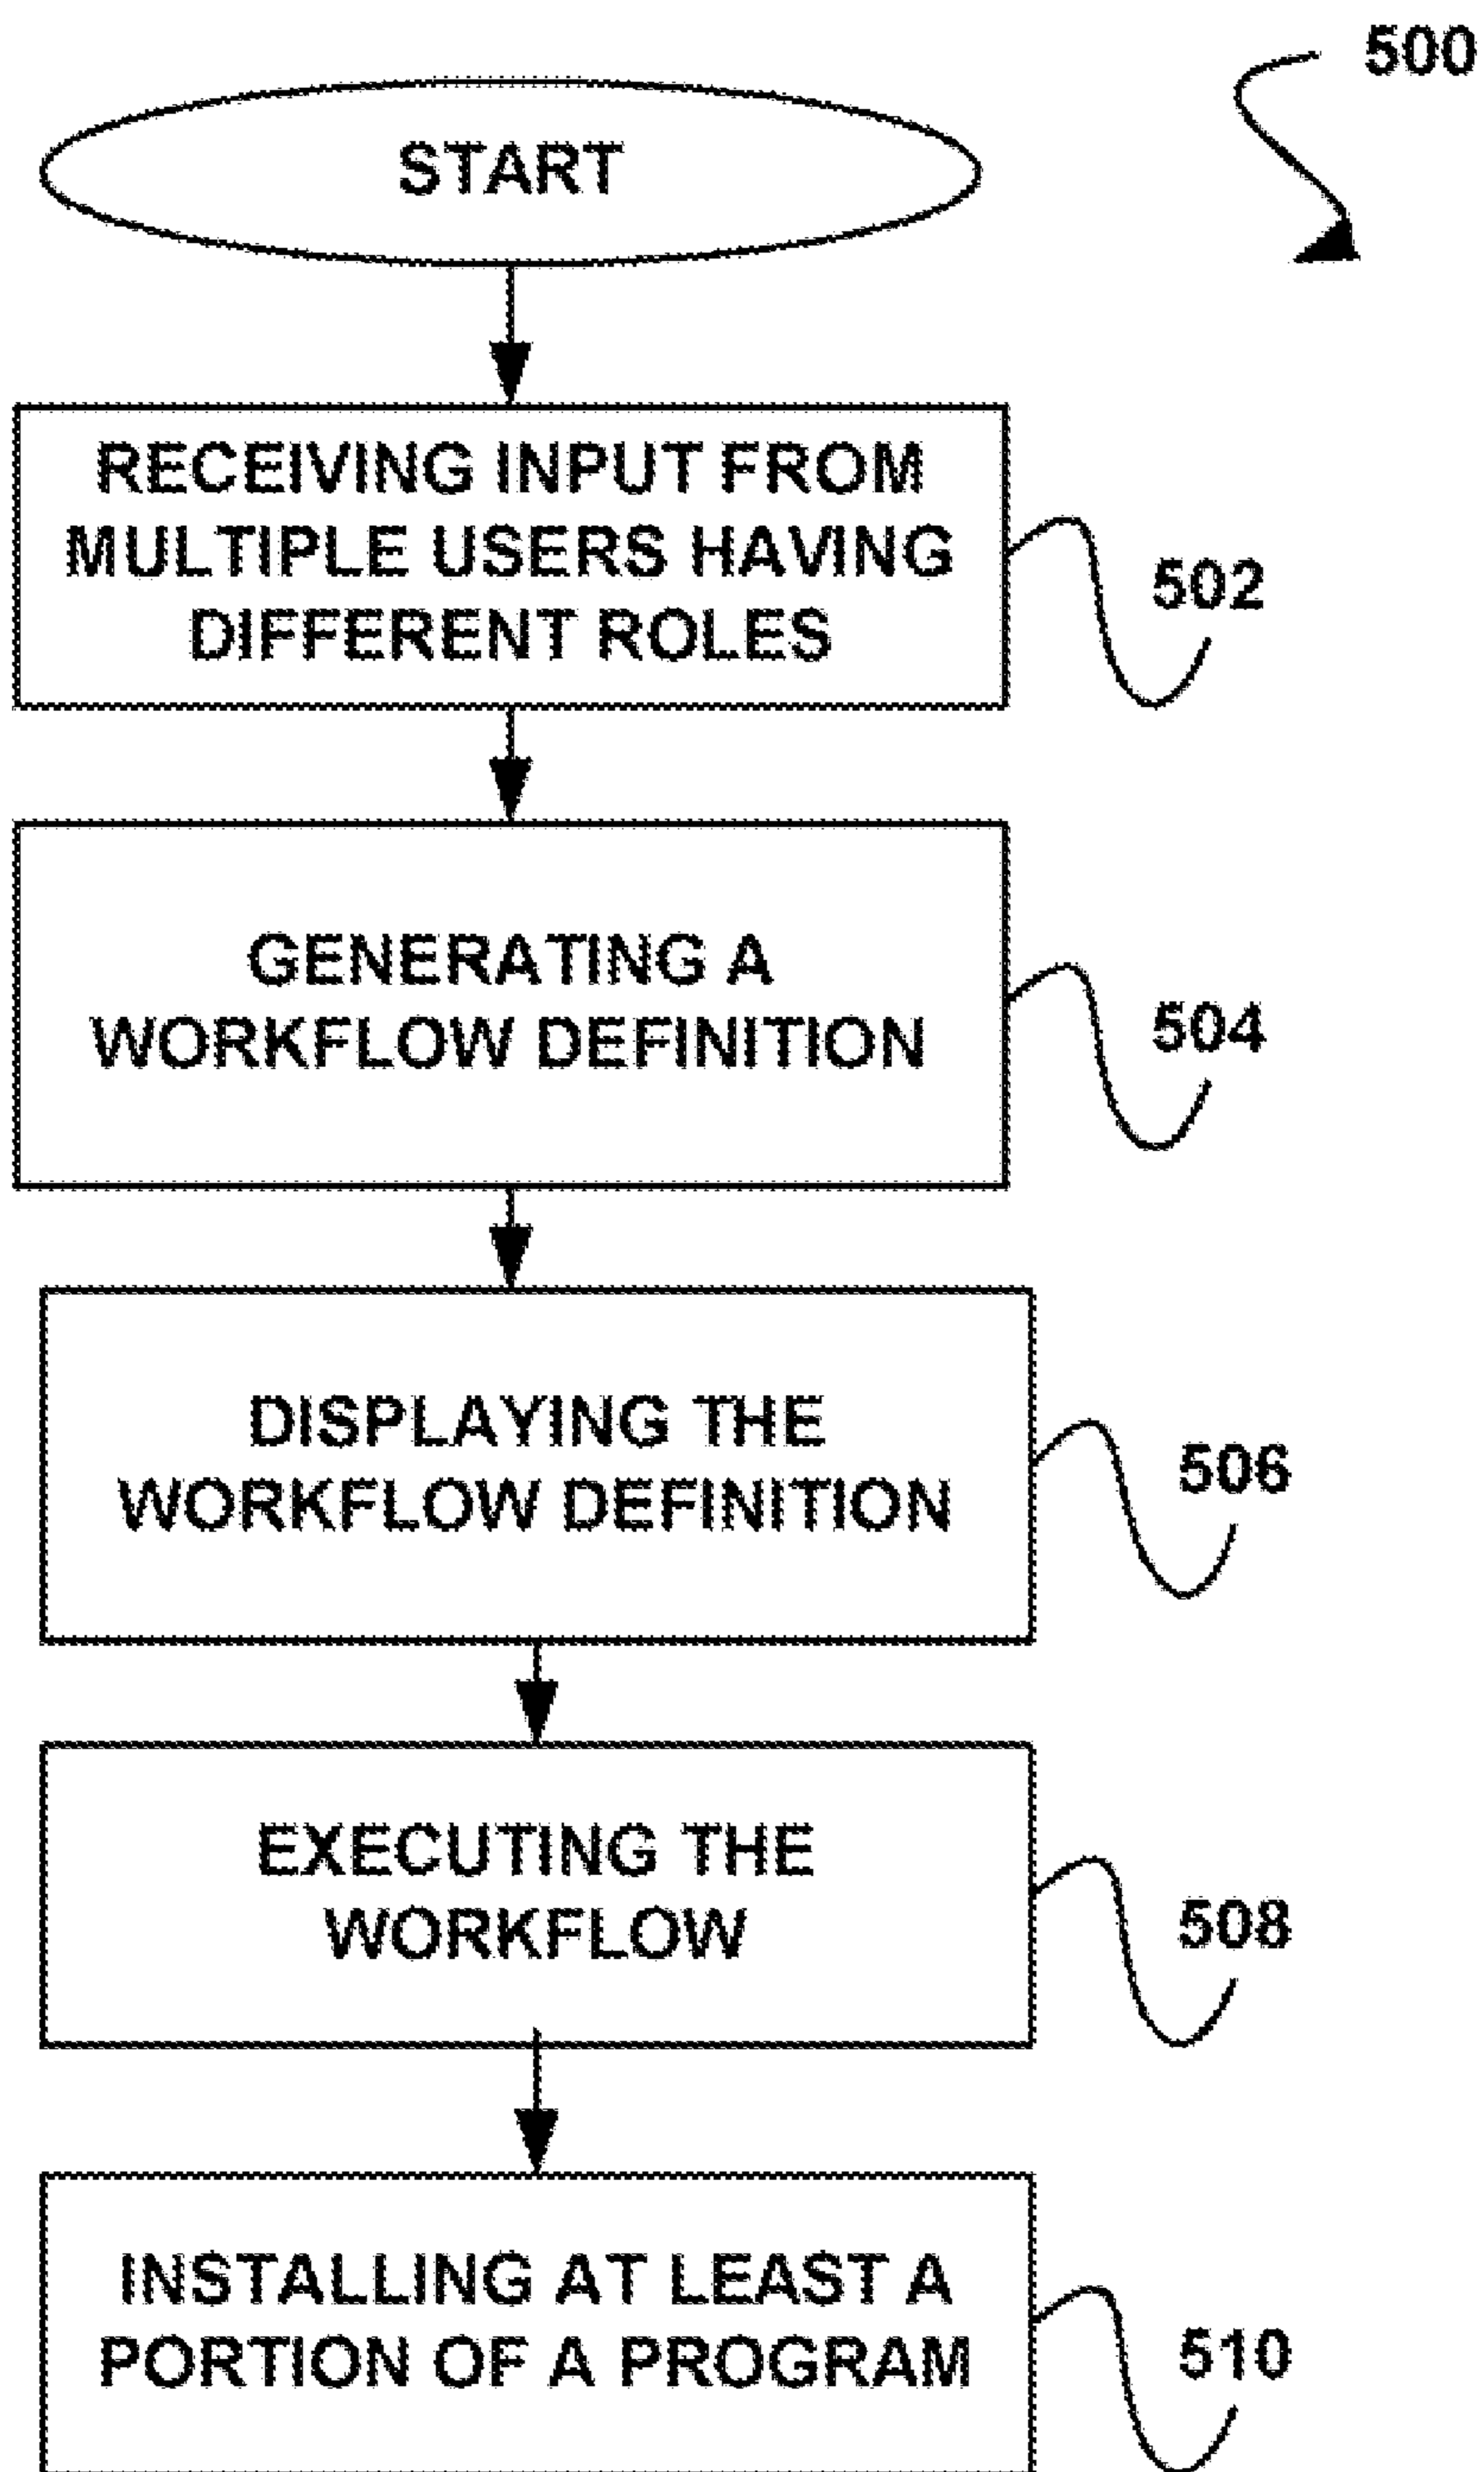 500
START
RECEIVING INPUT FROM
MULTIPLE USERS HAVING
DIFFERENT ROLES
502
GENERATING A
WORKFLOW DEFINITION
504
DISPLAYING THE
WORKFLOW DEFINITION
506
EXECUTING THE
WORKFLOW
508
INSTALLING AT LEAST A
PORTION OF A PROGRAM
510